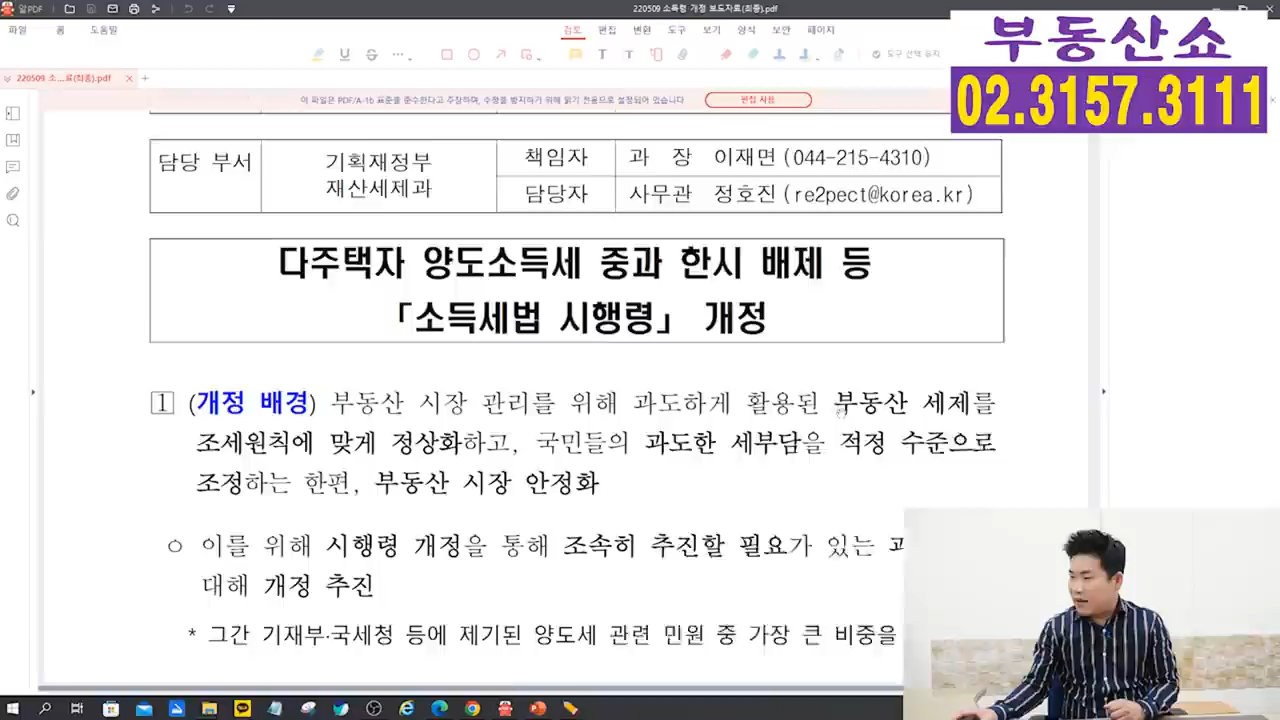 알PDF
220509 소득령 개정 보도자료(최종).pdf
파일 홈 도움말
검토 편집 변환 도구 보기 양식 보안 페이지
도구 선택 유지
220509 소...료(최종).pdf
이 파일은 PDF/A-1b 표준을 준수한다고 주장하며, 수정을 방지하기 위해 읽기 전용으로 설정되어 있습니다
편집 사용
부동산쇼
02.3157.3111
담당 부서
기획재정부
재산세제과
책임자
과 장 이재면(044-215-4310)
담당자
사무관 정호진(re2pect@korea.kr)
다주택자 양도소득세 중과 한시 배제 등
「소득세법 시행령」 개정
1 (개정 배경) 부동산 시장 관리를 위해 과도하게 활용된 부동산 세제를
조세원칙에 맞게 정상화하고, 국민들의 과도한 세부담을 적정 수준으로
조정하는 한편, 부동산 시장 안정화
ㅇ 이를 위해 시행령 개정을 통해 조속히 추진할 필요가 있는
대해 개정 추진
* 그간 기재부·국세청 등에 제기된 양도세 관련 민원 중 가장 큰 비중을